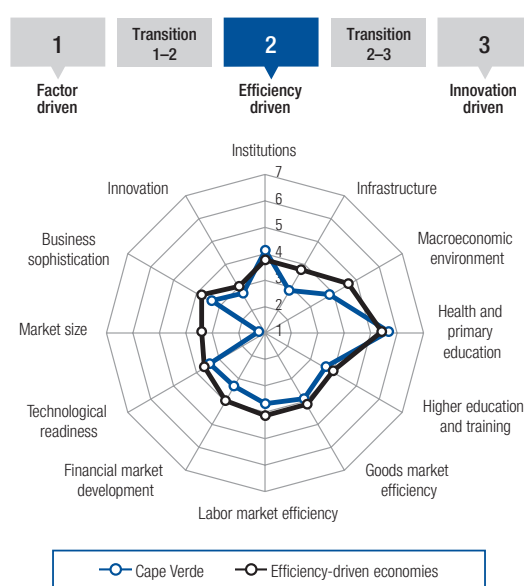 1
Transition
1–2
2
Transition
2–3
3
Factor
driven
Efficiency
driven
Innovation
driven
Institutions
7
Innovation
Infrastructure
6
5
Business
sophistication
Macroeconomic
environment
4
3
2
Market size
1
Health and
primary
education
Technological
readiness
Higher education
and training
Financial market
development
Goods market
efficiency
Labor market efficiency
Cape Verde
Efficiency-driven economies